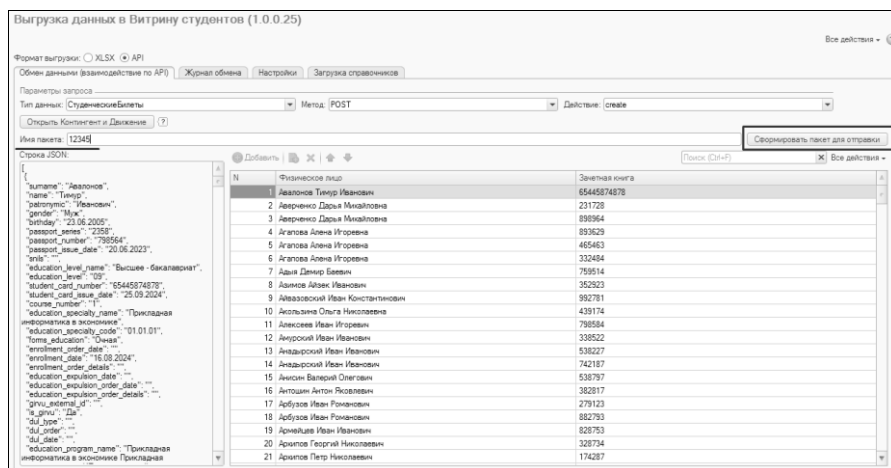 Выгрузка данных в Витрину студентов (1.0.0.25)
Все действия
Формат выгрузки: XLSX API
Обмен данными (взаимодействие по API) Журнал обмена Настройки Загрузка справочников
Параметры запроса
Тип данных: СтуденческиеБилеты Метод: POST Действие: create
Открыть Контингент и Движение ?
Имя пакета: 12345 Сформировать пакет для отправки
Строка JSON:
[
{
"surname": "Авалонов",
"name": "Тимур",
"patronymic": "Иванович",
"gender": "Муж",
"birthday": "23.06.2005",
"passport_series": "2358",
"passport_number": "798564",
"passport_issue_date": "20.06.2023",
"snils": "",
"education_level_name": "Высшее - бакалавриат",
"education_level": "09",
"student_card_number": "65445874878",
"student_card_issue_date": "25.09.2024",
"course_number": "1",
"education_specialty_name": "Прикладная
информатика в экономике",
"education_specialty_code": "01.01.01",
"forms_education": "Очная",
"enrollment_order_date": "",
"enrollment_date": "16.08.2024",
"enrollment_order_details": "",
"education_expulsion_date": "",
"education_expulsion_order_date": "",
"education_expulsion_order_details": "",
"girvu_external_id": "",
"is_girvu": "Да",
"dul_type": "",
"dul_order": "",
"dul_date": "",
"education_program_name": "Прикладная
информатика в экономике Прикладная
Добавить Поиск (Ctrl+F) X Все действия
N Физическое лицо Зачетная книга
1 Авалонов Тимур Иванович 65445874878
2 Аверченко Дарья Михайловна 231728
3 Аверченко Дарья Михайловна 898964
4 Агапова Алена Игоревна 893629
5 Агапова Алена Игоревна 465463
6 Агапова Алена Игоревна 332484
7 Адыя Демир Баевич 759514
8 Азимов Айзек Иванович 352923
9 Айвазовский Иван Константинович 992781
10 Акользина Ольга Николаевна 439174
11 Алексеев Иван Игоревич 798584
12 Амурский Иван Иванович 338522
13 Анадырский Иван Иванович 538227
14 Анадырский Иван Иванович 742187
15 Анисин Валерий Олегович 538797
16 Антошин Антон Яковлевич 382817
17 Арбузов Иван Романович 279123
18 Арбузов Иван Романович 882793
19 Армейцев Иван Иванович 828753
20 Архипов Георгий Николаевич 328734
21 Архипов Петр Николаевич 174287